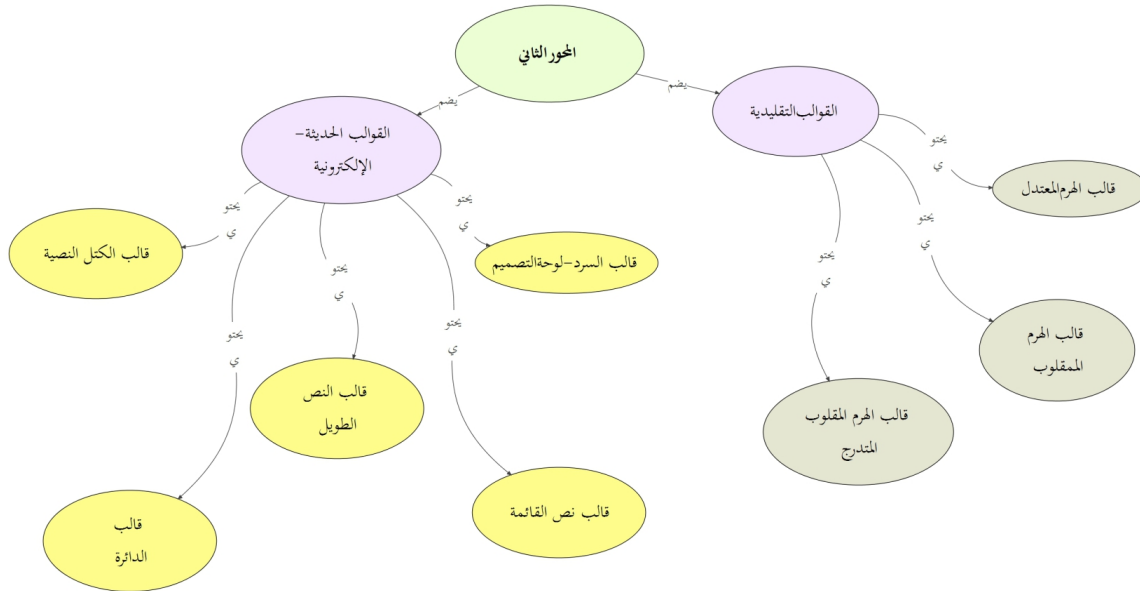 المحور الثاني
يضم
يضم
القوالب التقليدية
القوالب الحديثة-
الإلكترونية
يحتو
ي
يحتو
ي
يحتو
ي
يحتو
ي
يحتو
ي
يحتو
ي
يحتو
ي
يحتو
ي
قالب الهرم المعتدل
قالب الهرم
الممقلوب
قالب الهرم المقلوب
المتدرج
قالب السرد-لوحة التصميم
قالب الكتل النصية
قالب النص
الطويل
قالب نص القائمة
قالب
الدائرة